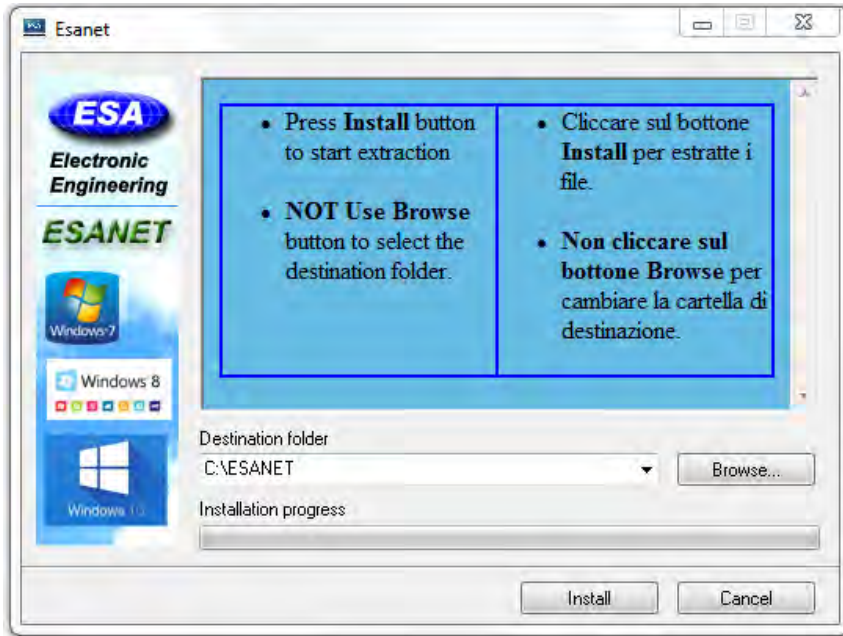 Esanet
ESA
Electronic
Engineering
ESANET
Windows 7
Windows 8
Windows 10
• Press Install button
to start extraction
• NOT Use Browse
button to select the
destination folder.
• Cliccare sul bottone
Install per estratte i
file.
• Non cliccare sul
bottone Browse per
cambiare la cartella di
destinazione.
Destination folder
C:\ESANET
Browse...
Installation progress
Install
Cancel